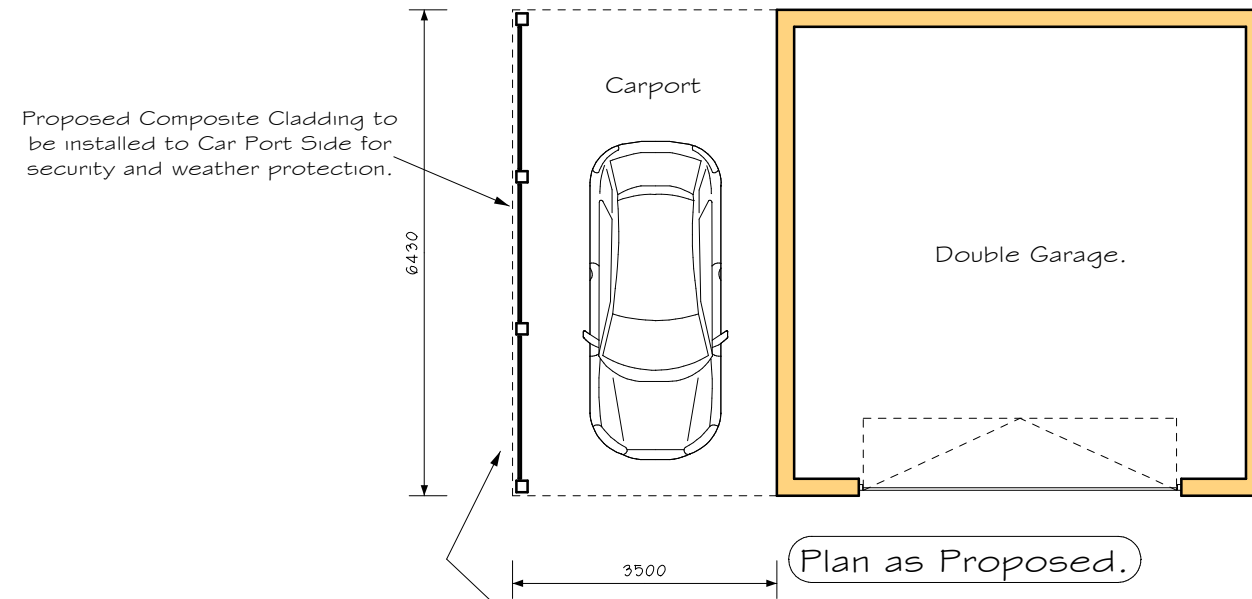 Carport
Proposed Composite Cladding to
be installed to Car Port Side for
security and weather protection.
6430
Double Garage.
3500
Plan as Proposed.